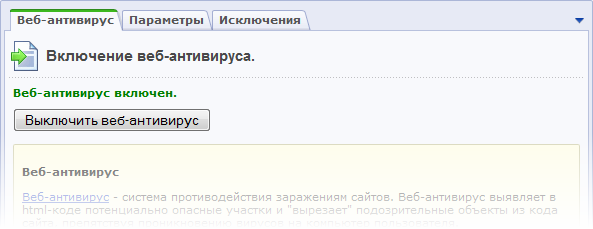 Веб-антивирус Параметры Исключения
Включение веб-антивируса.
Веб-антивирус включен.
Выключить веб-антивирус
Веб-антивирус
Веб-антивирус - система противодействия заражениям сайтов. Веб-антивирус выявляет в
html-коде потенциально опасные участки и "вырезает" подозрительные объекты из кода
сайта,